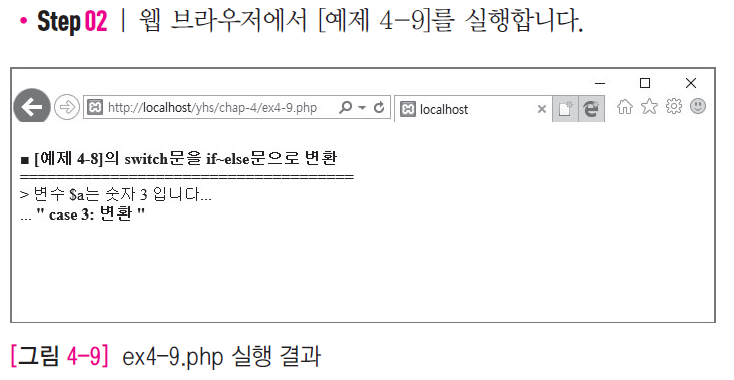 • Step 02 | 웹 브라우저에서 [예제 4-9]를 실행합니다.
http://localhost/yhs/chap-4/ex4-9.php
localhost
■ [예제 4-8]의 switch문을 if~else문으로 변환
=====================================
> 변수 $a는 숫자 3 입니다...
... " case 3: 변환 "
[그림 4-9] ex4-9.php 실행 결과